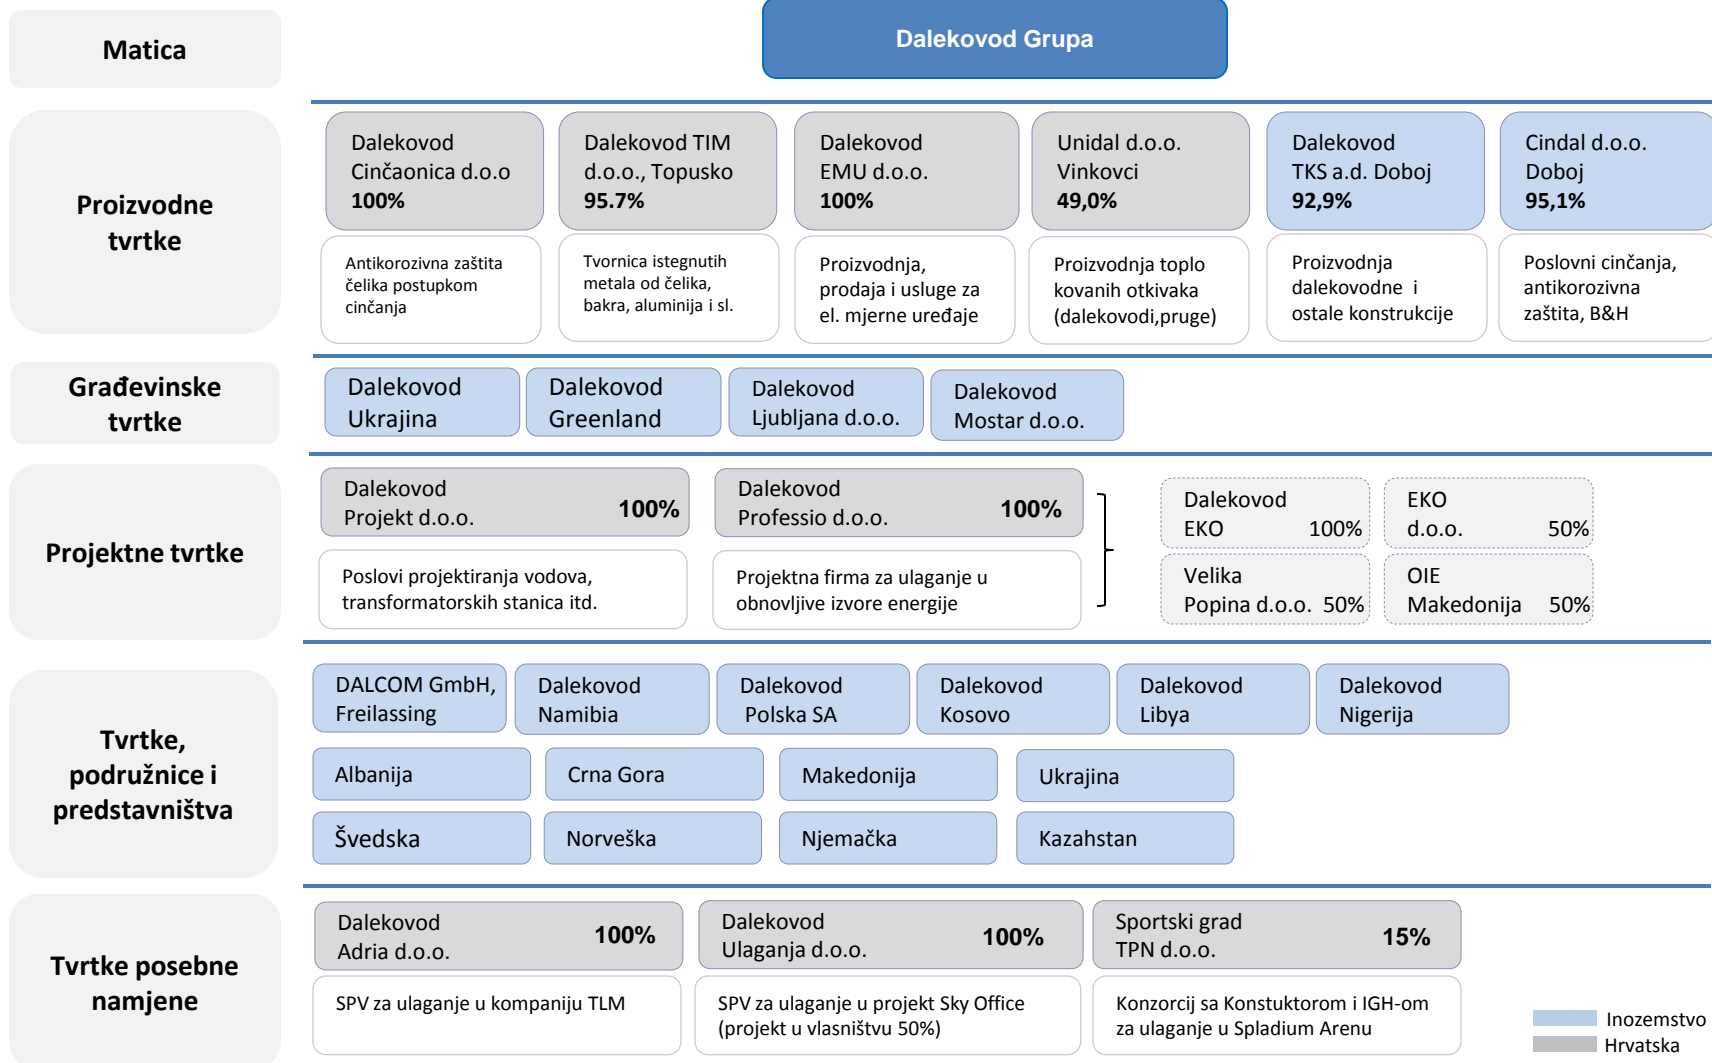 Matica
Dalekovod Grupa
Proizvodne
tvrtke
Dalekovod
Cinčaonica d.o.o
100%
Dalekovod TIM
d.o.o., Topusko
95.7%
Dalekovod
EMU d.o.o.
100%
Unidal d.o.o.
Vinkovci
49,0%
Dalekovod
TKS a.d. Doboj
92,9%
Cindal d.o.o.
Doboj
95,1%
Antikorozivna zaštita
čelika postupkom
cinčanja
Tvornica istegnutih
metala od čelika,
bakra, aluminija i sl.
Proizvodnja,
prodaja i usluge za
el. mjerne uređaje
Proizvodnja toplo
kovanih otkivaka
(dalekovodi,pruge)
Proizvodnja
dalekovodne i
ostale konstrukcije
Poslovni cinčanja,
antikorozivna
zaštita, B&H
Građevinske
tvrtke
Dalekovod
Ukrajina
Dalekovod
Greenland
Dalekovod
Ljubljana d.o.o.
Dalekovod
Mostar d.o.o.
Projektne tvrtke
Dalekovod
Projekt d.o.o. 100%
Dalekovod
Professio d.o.o. 100%
Poslovi projektiranja vodova,
transformatorskih stanica itd.
Projektna firma za ulaganje u
obnovljive izvore energije
Dalekovod
EKO 100%
EKO
d.o.o. 50%
Velika
Popina d.o.o. 50%
OIE
Makedonija 50%
Tvrtke,
podružnice i
predstavništva
DALCOM GmbH,
Freilassing
Dalekovod
Namibia
Dalekovod
Polska SA
Dalekovod
Kosovo
Dalekovod
Libya
Dalekovod
Nigerija
Albanija
Crna Gora
Makedonija
Ukrajina
Švedska
Norveška
Njemačka
Kazahstan
Tvrtke posebne
namjene
Dalekovod
Adria d.o.o. 100%
Dalekovod
Ulaganja d.o.o. 100%
Sportski grad
TPN d.o.o. 15%
SPV za ulaganje u kompaniju TLM
SPV za ulaganje u projekt Sky Office
(projekt u vlasništvu 50%)
Konzorcij sa Konstuktorom i IGH-om
za ulaganje u Spladium Arenu
Inozemstvo
Hrvatska